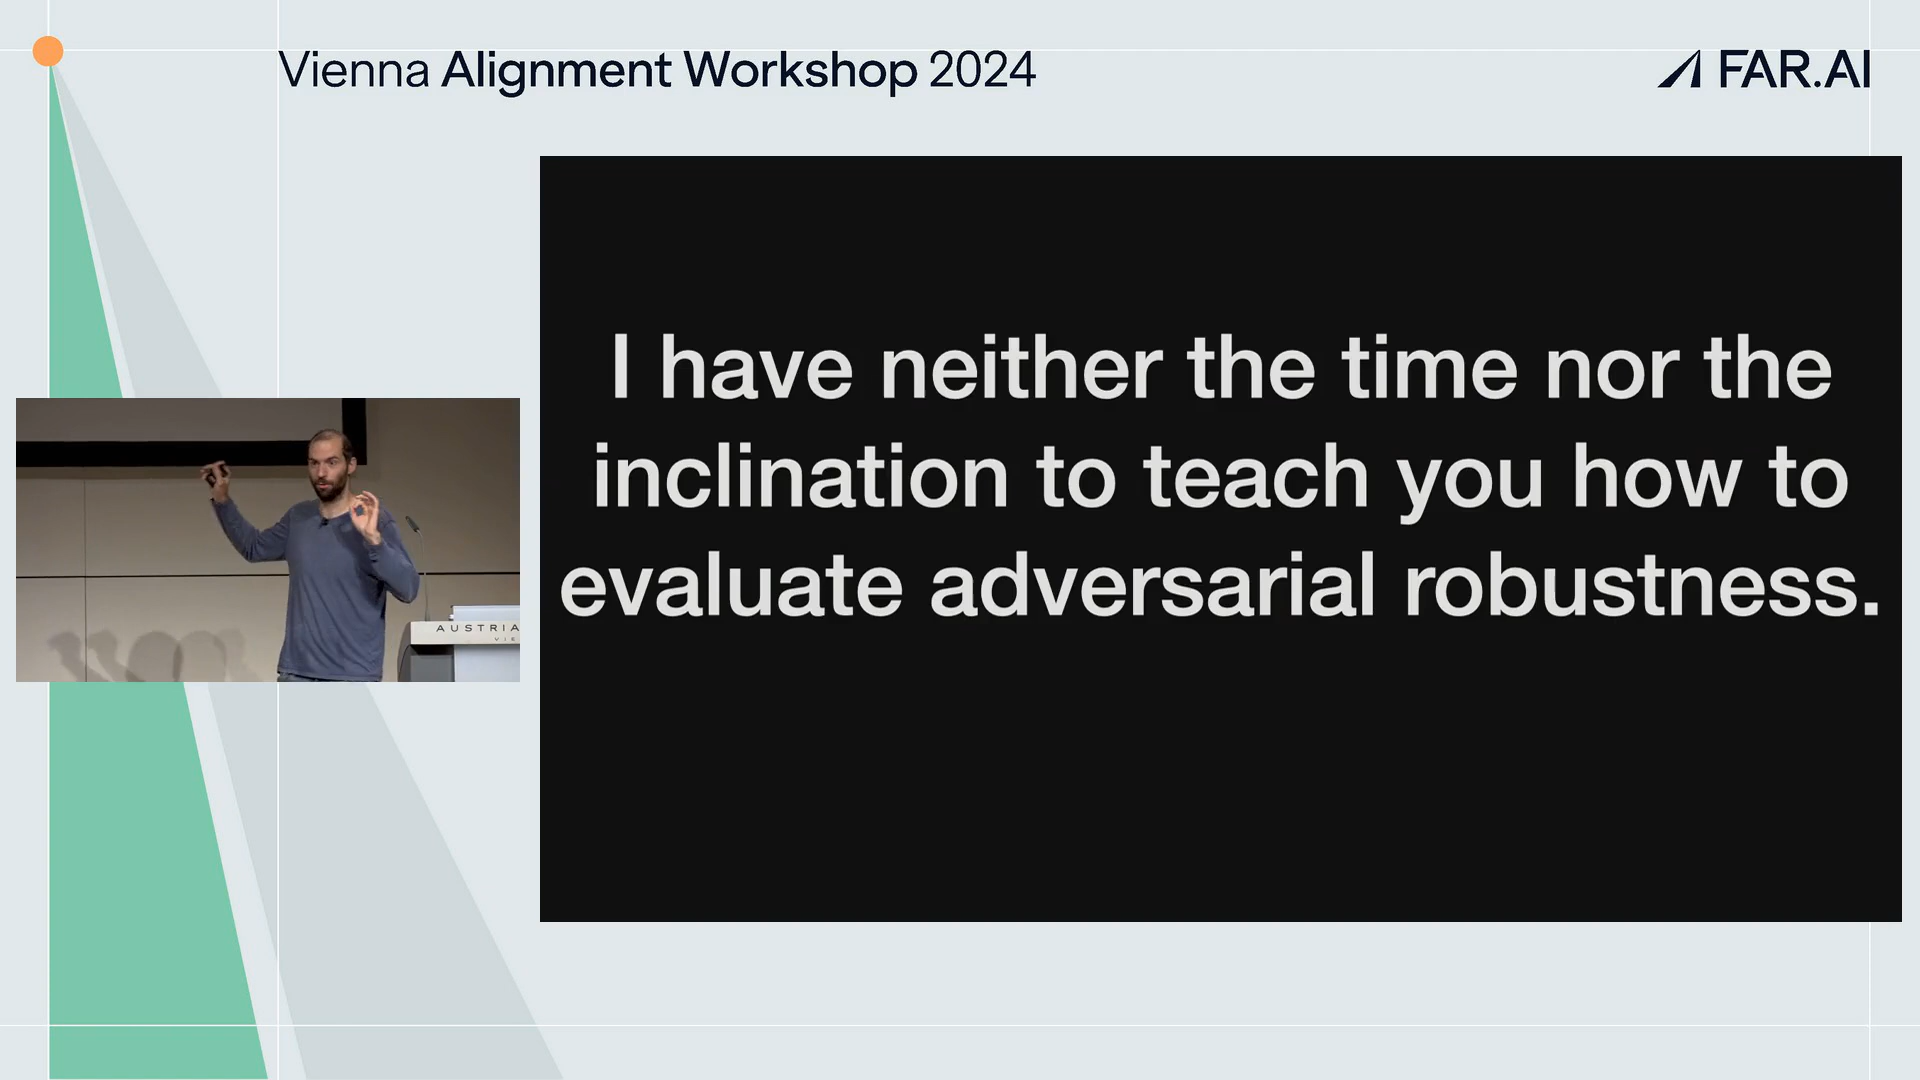 Vienna Alignment Workshop 2024
FAR.AI
I have neither the time nor the
inclination to teach you how to
evaluate adversarial robustness.
AUSTRIA
VIE